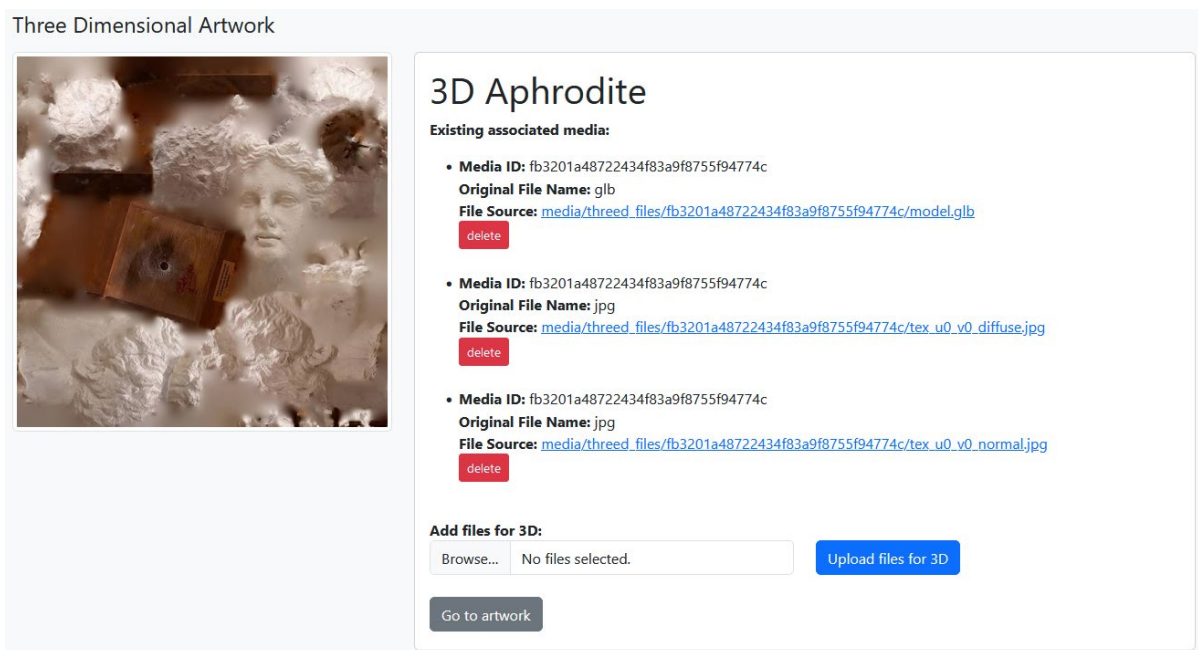 Three Dimensional Artwork
3D Aphrodite
Existing associated media:
• Media ID: fb3201a48722434f83a9f8755f94774c
Original File Name: glb
File Source: media/threed_files/fb3201a48722434f83a9f8755f94774c/model.glb
delete
• Media ID: fb3201a48722434f83a9f8755f94774c
Original File Name: jpg
File Source: media/threed_files/fb3201a48722434f83a9f8755f94774c/tex_u0_v0_diffuse.jpg
delete
• Media ID: fb3201a48722434f83a9f8755f94774c
Original File Name: jpg
File Source: media/threed_files/fb3201a48722434f83a9f8755f94774c/tex_u0_v0_normal.jpg
delete
Add files for 3D:
Browse... No files selected. Upload files for 3D
Go to artwork